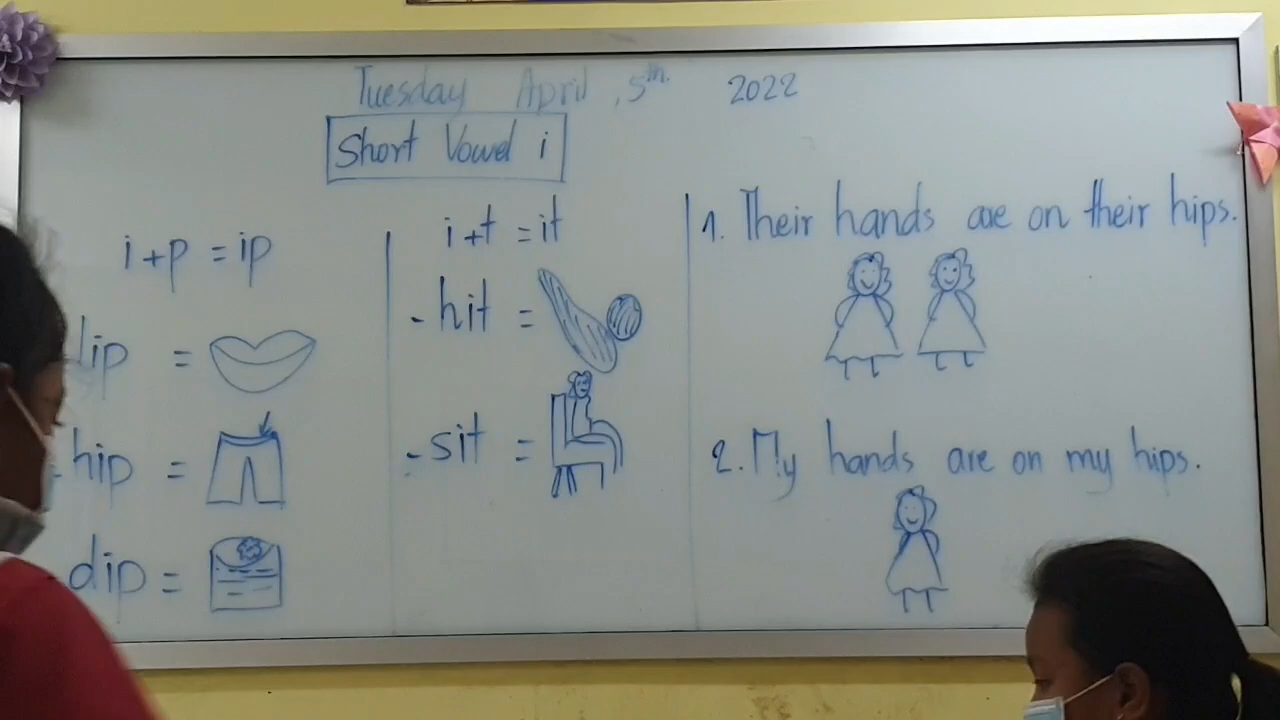 Tuesday April, 5th. 2022
Short Vowel i
i+p = ip
lip =
-hip =
dip =
i+t = it
-hit =
-sit =
1. Their hands are on their hips.
2. My hands are on my hips.